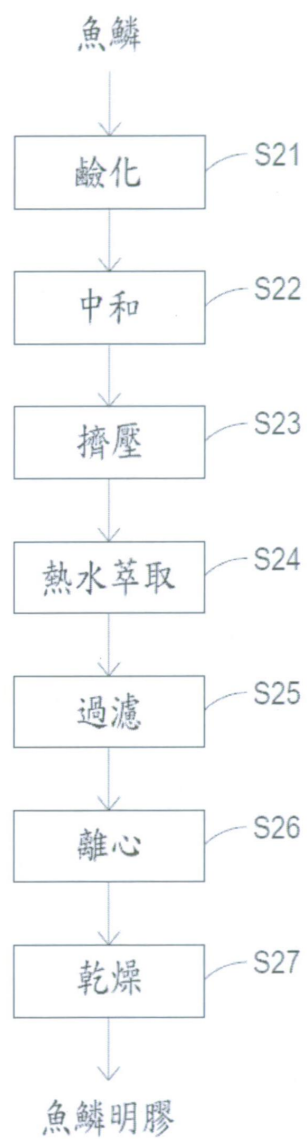 魚鱗
鹼化 S21
中和 S22
擠壓 S23
熱水萃取 S24
過濾 S25
離心 S26
乾燥 S27
魚鱗明膠